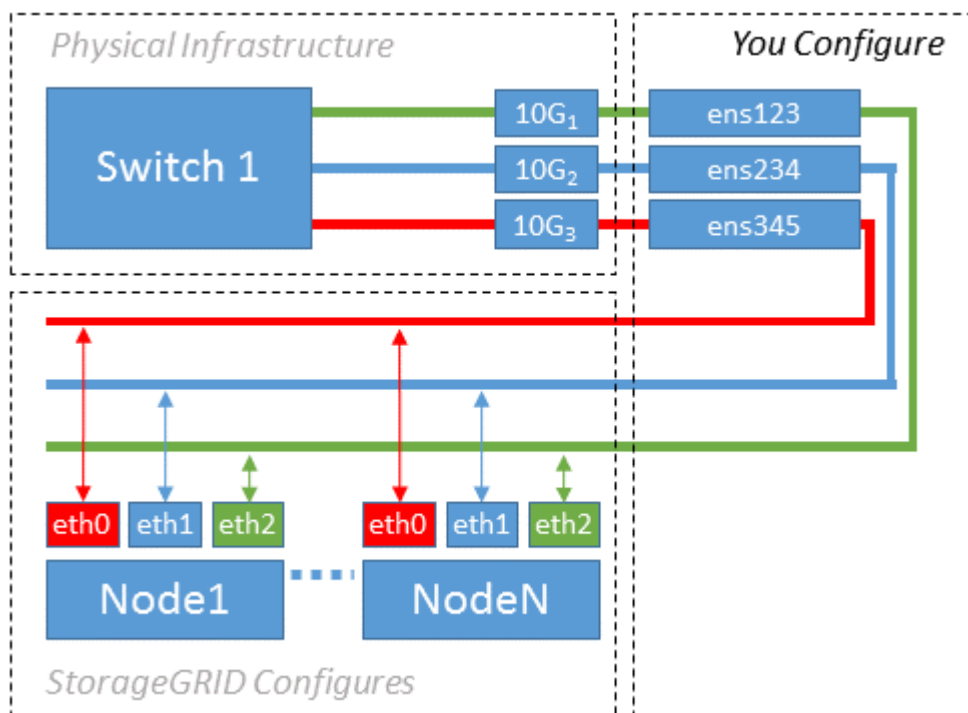 Physical Infrastructure
You Configure
Switch 1
10G₁
ens123
10G₂
ens234
10G₃
ens345
eth0
eth1
eth2
eth0
eth1
eth2
Node1
NodeN
StorageGRID Configures